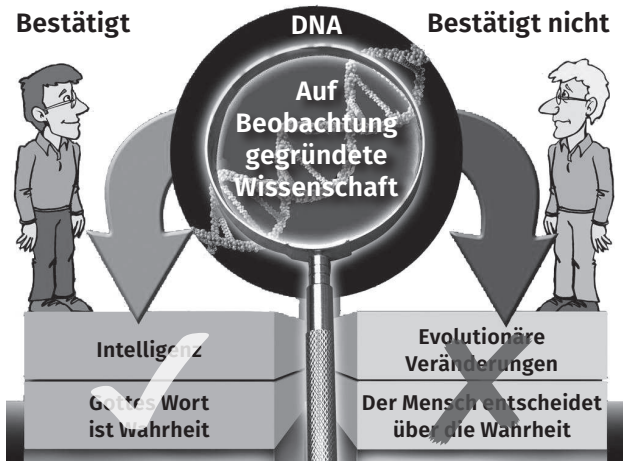 Bestätigt
DNA
Bestätigt nicht
Auf
Beobachtung
gegründete
Wissenschaft
Intelligenz
Gottes Wort
ist Wahrheit
Evolutionäre
Veränderungen
Der Mensch entscheidet
über die Wahrheit